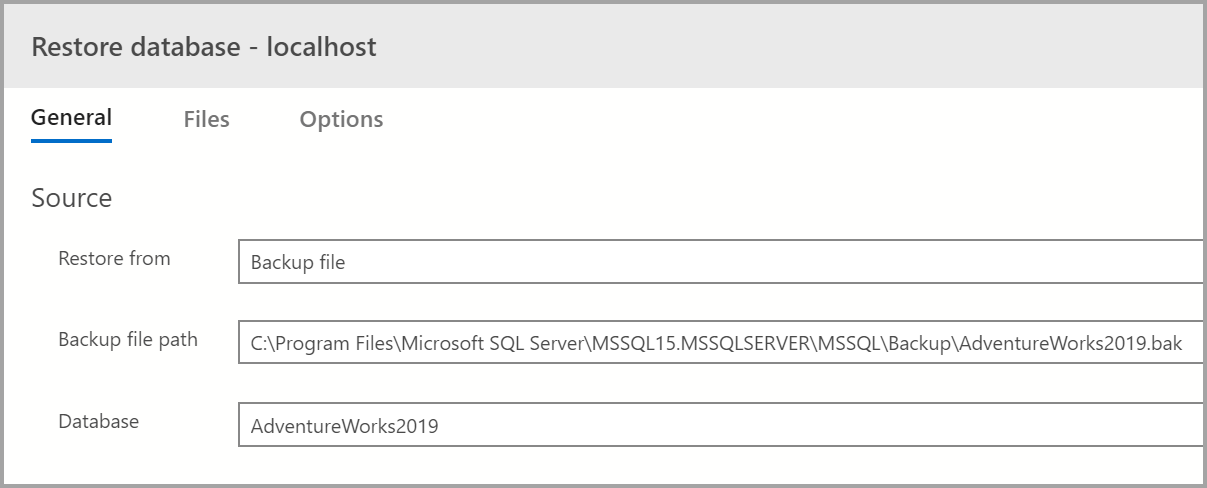 Restore database - localhost
General Files Options
Source
Restore from Backup file
Backup file path C:\Program Files\Microsoft SQL Server\MSSQL15.MSSQLSERVER\MSSQL\Backup\AdventureWorks2019.bak
Database AdventureWorks2019